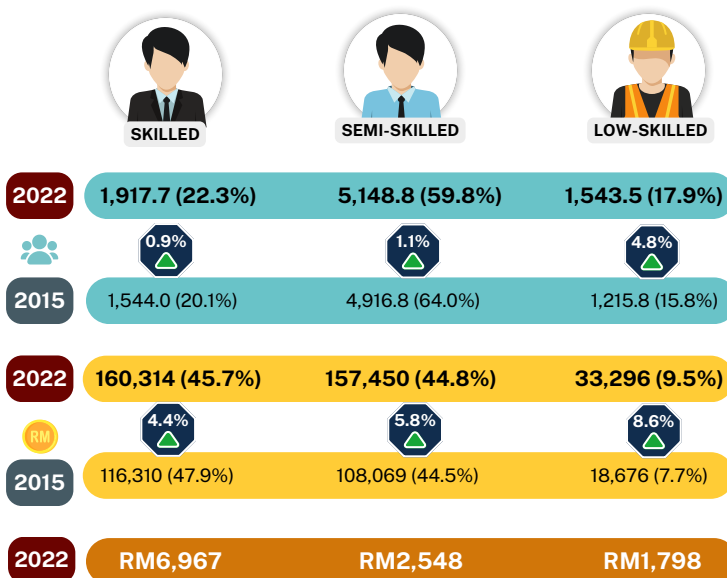 SKILLED SEMI-SKILLED LOW-SKILLED
2022 1,917.7 (22.3%) 5,148.8 (59.8%) 1,543.5 (17.9%)
0.9% 1.1% 4.8%
2015 1,544.0 (20.1%) 4,916.8 (64.0%) 1,215.8 (15.8%)
2022 160,314 (45.7%) 157,450 (44.8%) 33,296 (9.5%)
RM 4.4% 5.8% 8.6%
2015 116,310 (47.9%) 108,069 (44.5%) 18,676 (7.7%)
2022 RM6,967 RM2,548 RM1,798